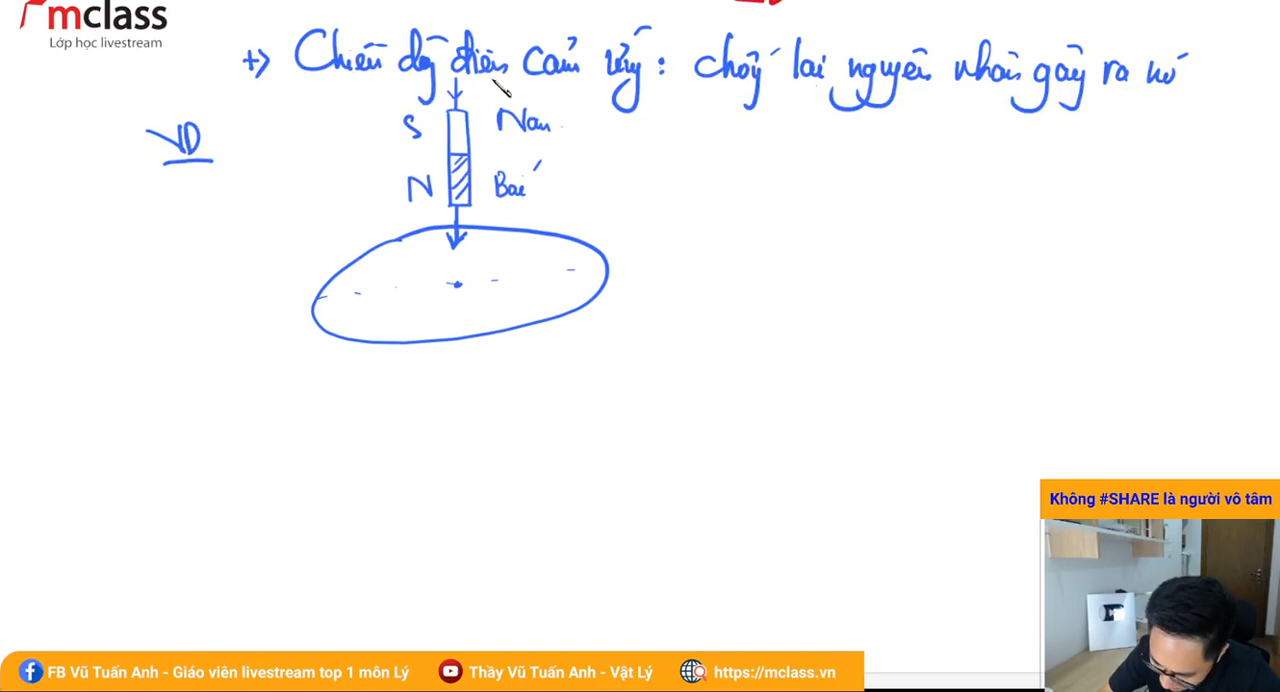 mclass
Lớp học livestream
+> Chiều dòng điện cảm ứng : chống lại nguyên nhân gây ra nó
VD
S Nam
N Bắc
Không #SHARE là người vô tâm
FB Vũ Tuấn Anh - Giáo viên livestream top 1 môn Lý Thầy Vũ Tuấn Anh - Vật Lý https://mclass.vn